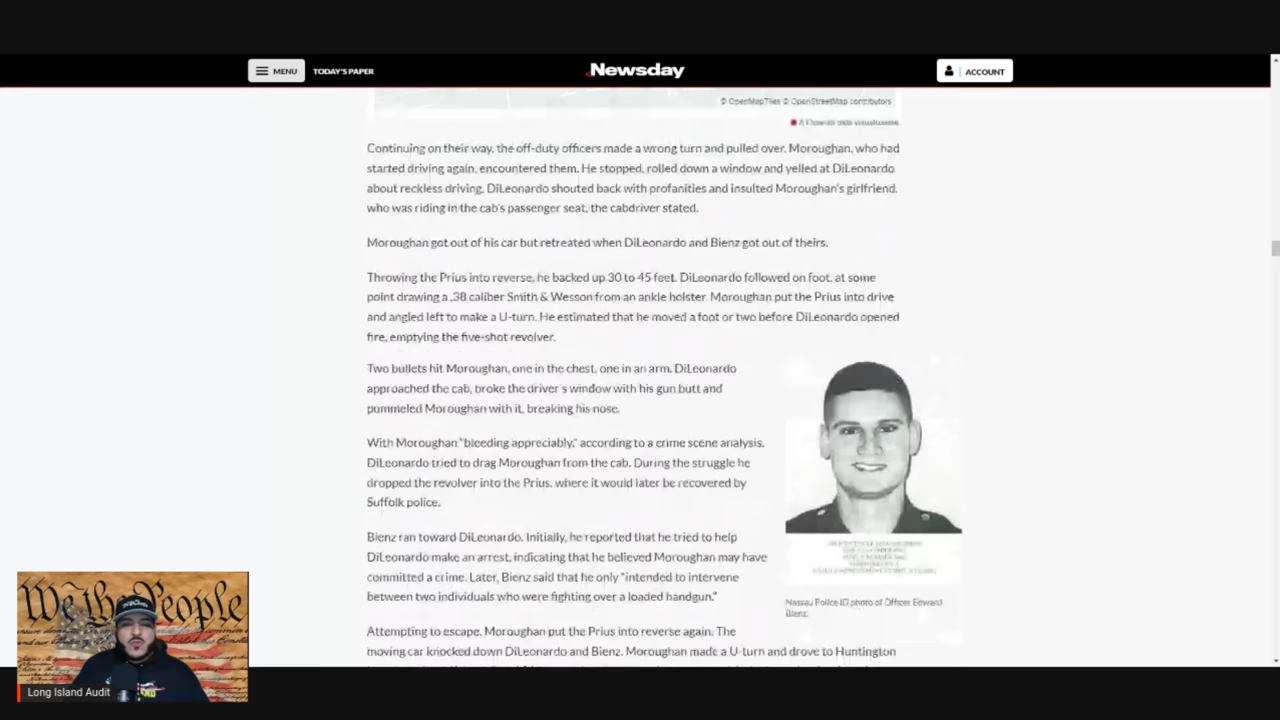 MENU
TODAY'S PAPER
Newsday
ACCOUNT
© OpenMapTiles © OpenStreetMap contributors
A Flourish data visualization
Continuing on their way, the off-duty officers made a wrong turn and pulled over. Moroughan, who had
started driving again, encountered them. He stopped, rolled down a window and yelled at DiLeonardo
about reckless driving. DiLeonardo shouted back with profanities and insulted Moroughan's girlfriend,
who was riding in the cab's passenger seat, the cabdriver stated.
Moroughan got out of his car but retreated when DiLeonardo and Bienz got out of theirs.
Throwing the Prius into reverse, he backed up 30 to 45 feet. DiLeonardo followed on foot, at some
point drawing a .38 caliber Smith & Wesson from an ankle holster. Moroughan put the Prius into drive
and angled left to make a U-turn. He estimated that he moved a foot or two before DiLeonardo opened
fire, emptying the five-shot revolver.
Two bullets hit Moroughan, one in the chest, one in an arm. DiLeonardo
approached the cab, broke the driver's window with his gun butt and
pummeled Moroughan with it, breaking his nose.
With Moroughan "bleeding appreciably," according to a crime scene analysis,
DiLeonardo tried to drag Moroughan from the cab. During the struggle he
dropped the revolver into the Prius, where it would later be recovered by
Suffolk police.
Bienz ran toward DiLeonardo. Initially, he reported that he tried to help
DiLeonardo make an arrest, indicating that he believed Moroughan may have
committed a crime. Later, Bienz said that he only "intended to intervene
between two individuals who were fighting over a loaded handgun."
Nassau Police ID photo of Officer Edward
Bienz.
Attempting to escape, Moroughan put the Prius into reverse again. The
moving car knocked down DiLeonardo and Bienz. Moroughan made a U-turn and drove to Huntington
We the People
Long Island Audit